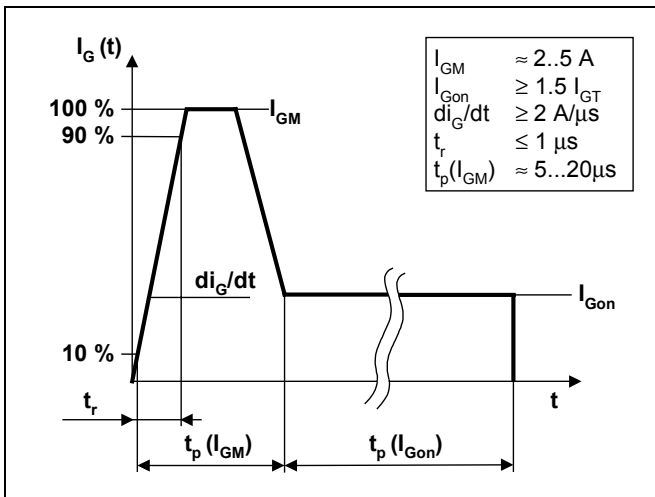 I_G (t)
100 %
90 %
10 %
I_GM
di_G/dt
I_Gon
t_r
t
t_p (I_GM)
t_p (I_Gon)
I_GM ≈ 2..5 A
I_Gon ≥ 1.5 I_GT
di_G/dt ≥ 2 A/µs
t_r ≤ 1 µs
t_p(I_GM) ≈ 5...20µs